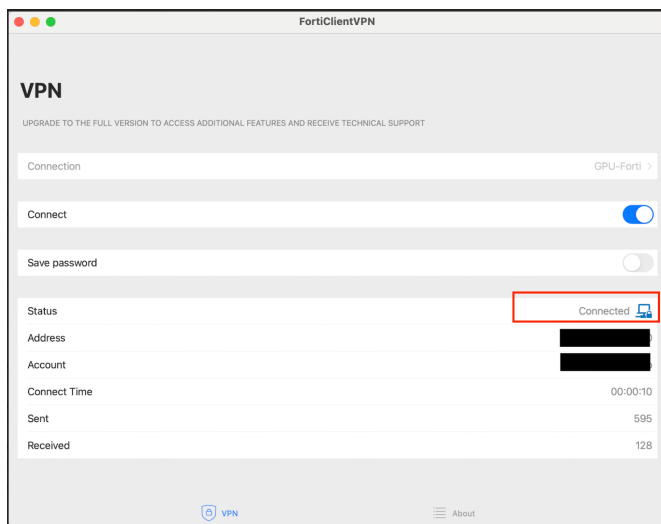 FortiClientVPN
VPN
UPGRADE TO THE FULL VERSION TO ACCESS ADDITIONAL FEATURES AND RECEIVE TECHNICAL SUPPORT
Connection GPU-Forti >
Connect
Save password
Status Connected
Address
Account
Connect Time 00:00:10
Sent 595
Received 128
VPN About